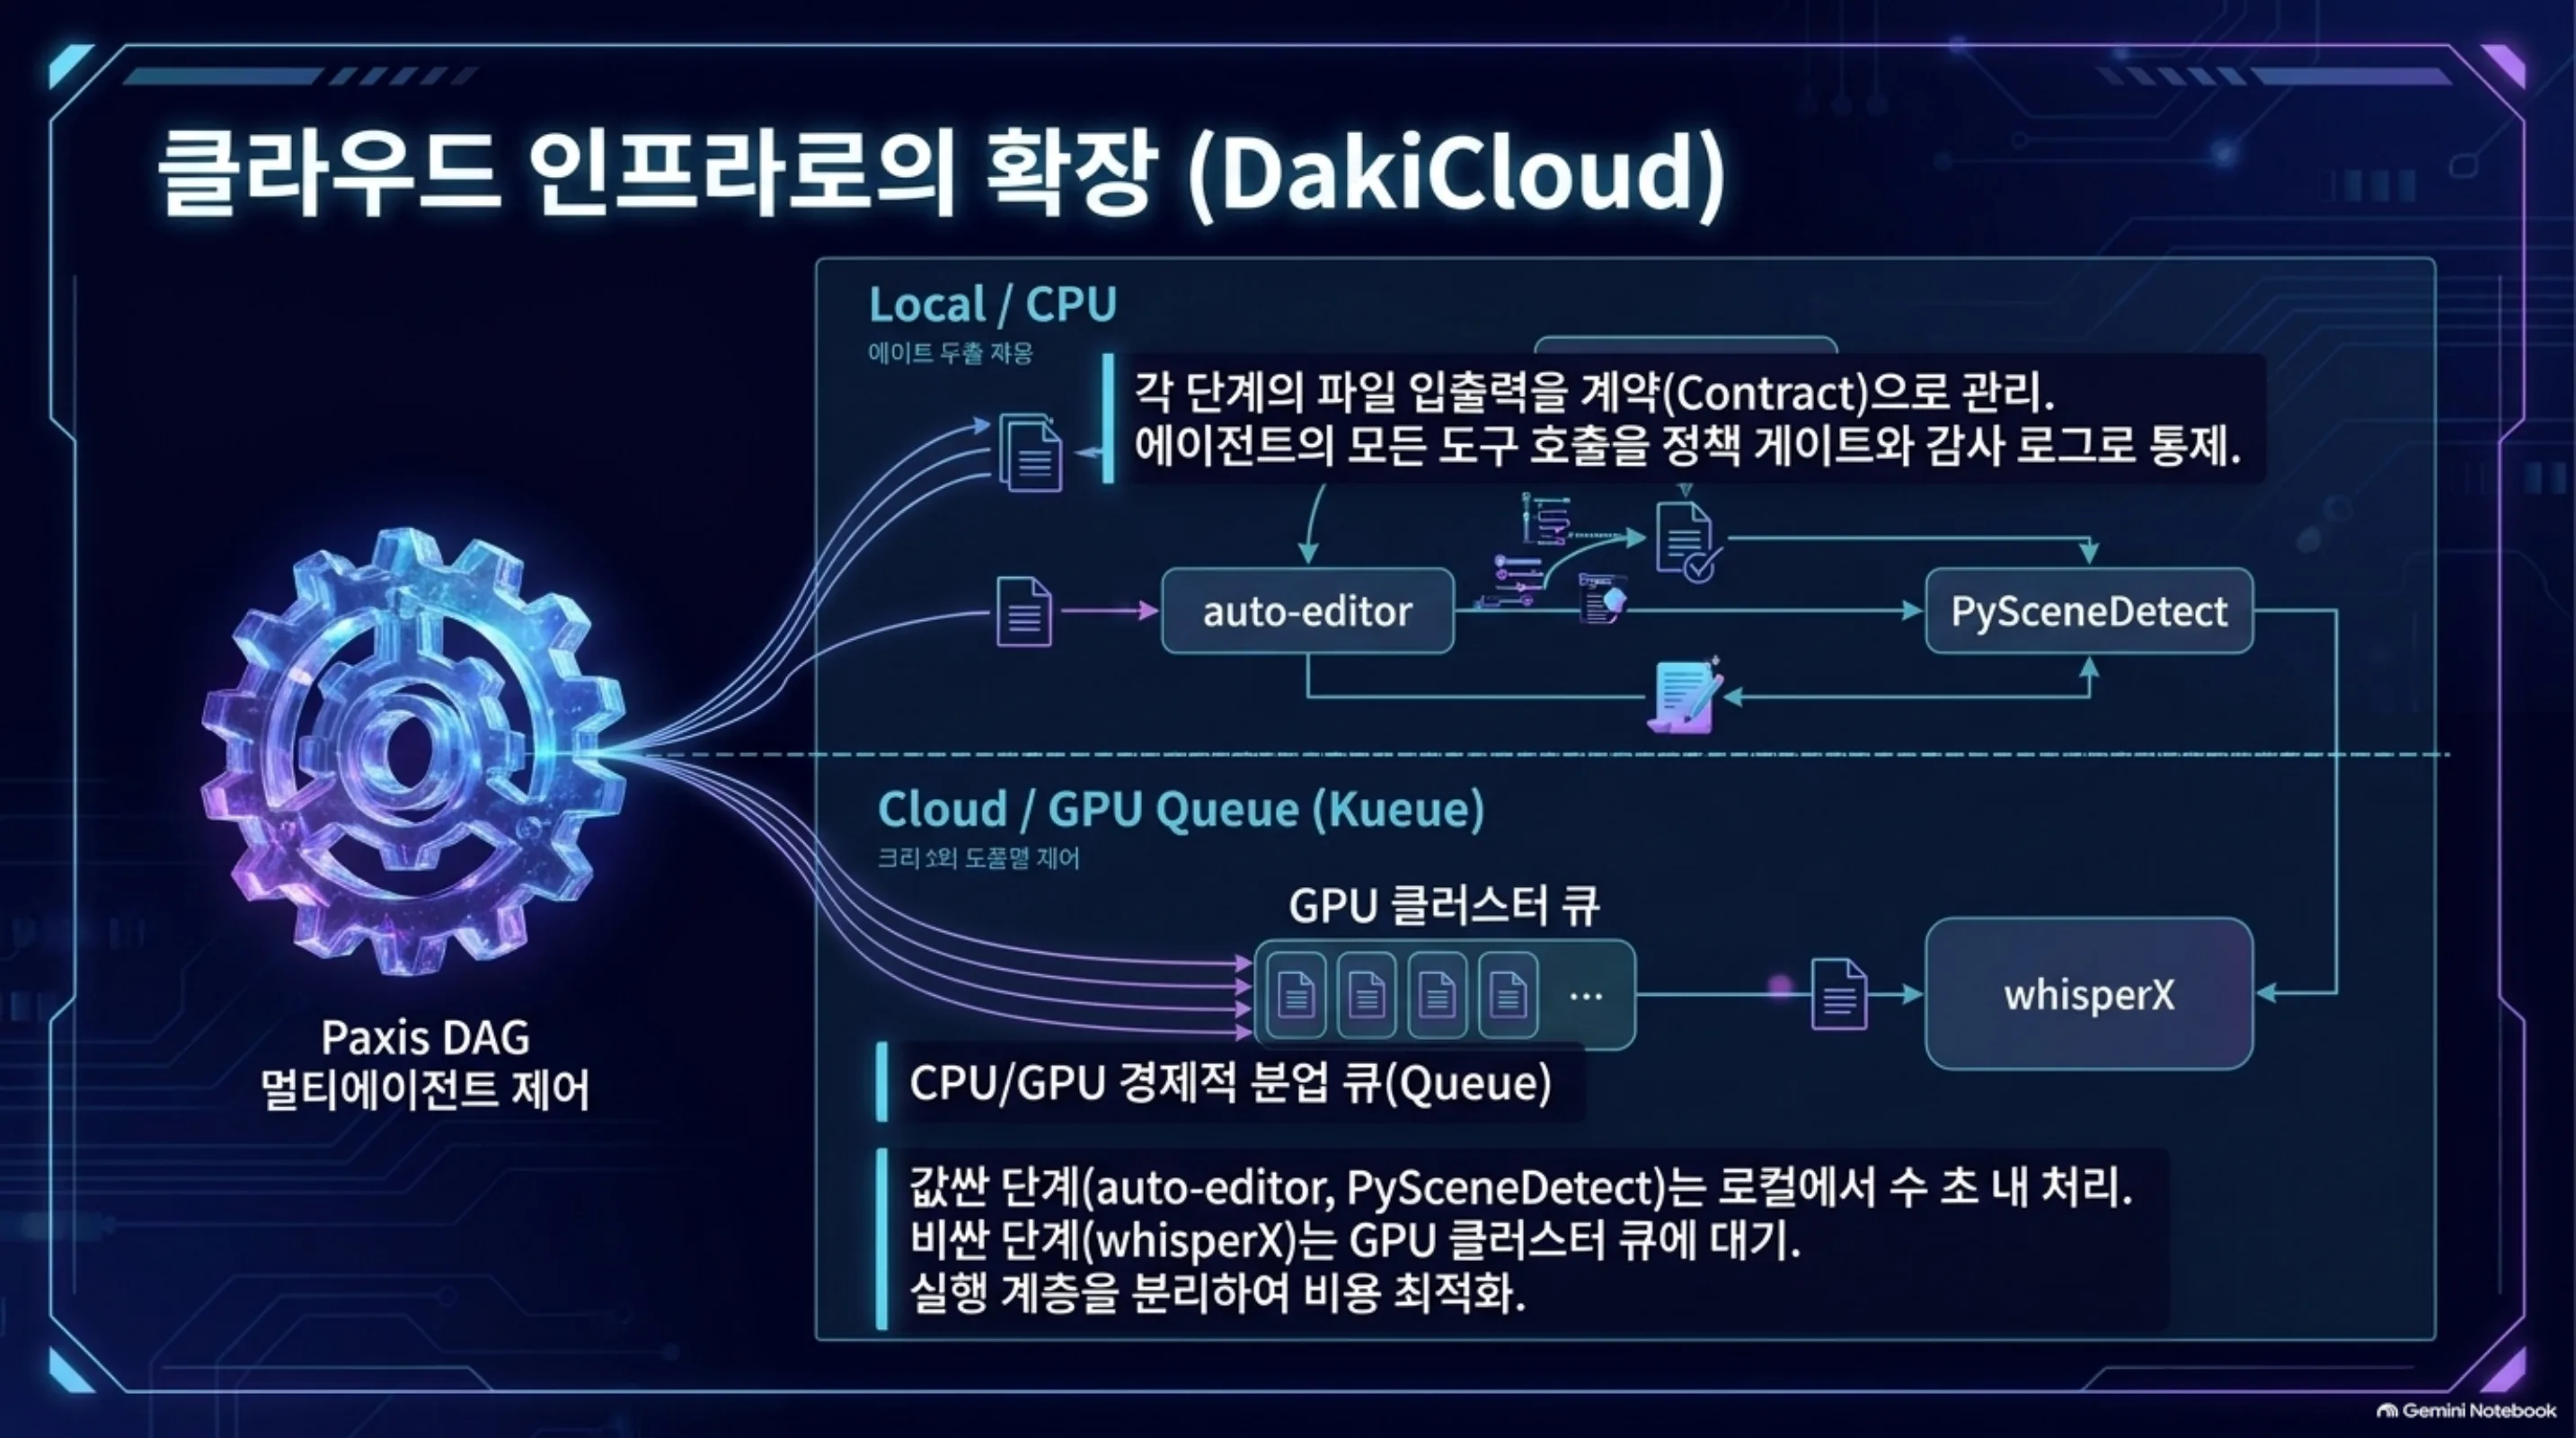 클라우드 인프라로의 확장 (DakiCloud)
Local / CPU
각 단계의 파일 입출력을 계약(Contract)으로 관리.
에이전트의 모든 도구 호출을 정책 게이트와 감사 로그로 통제.
auto-editor
PySceneDetect
Cloud / GPU Queue (Kueue)
GPU 클러스터 큐
...
whisperX
Paxis DAG
멀티에이전트 제어
CPU/GPU 경제적 분업 큐(Queue)
값싼 단계(auto-editor, PySceneDetect)는 로컬에서 수 초 내 처리.
비싼 단계(whisperX)는 GPU 클러스터 큐에 대기.
실행 계층을 분리하여 비용 최적화.
Gemini Notebook